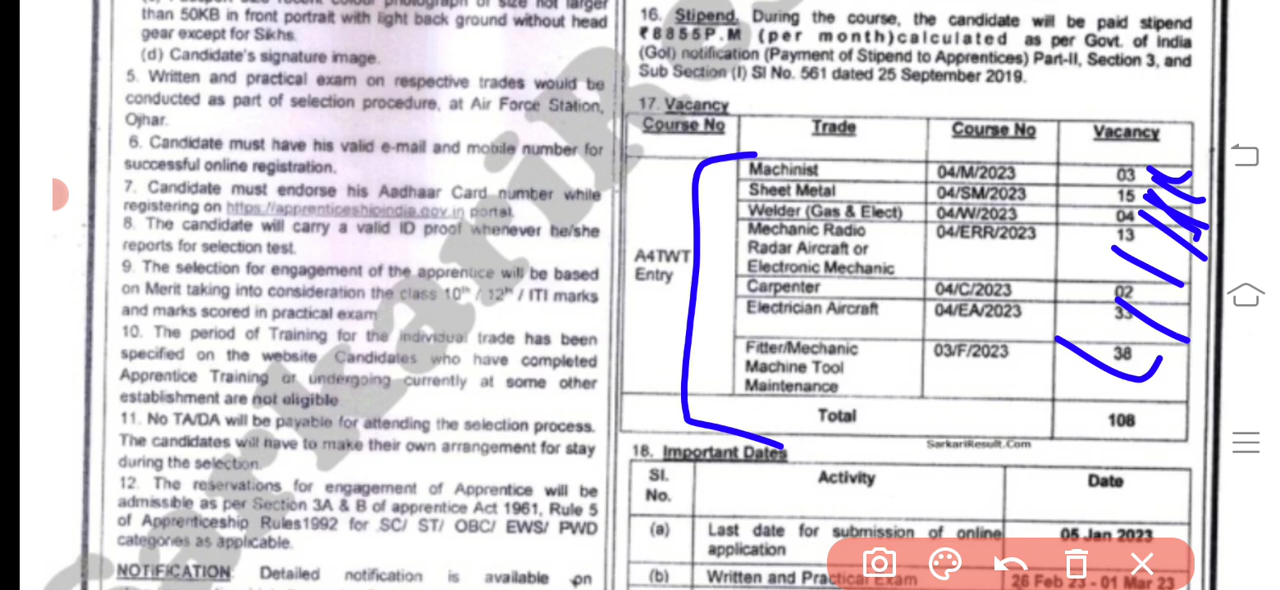 than 50KB in front portrait with light back ground without head
gear except for Sikhs.
(d) Candidate's signature image.
5. Written and practical exam on respective trades would be
conducted as part of selection procedure, at Air Force Station,
Ojhar.
6. Candidate must have his valid e-mail and mobile number for
successful online registration.
7. Candidate must endorse his Aadhaar Card number while
registering on https://apprenticeshipindia.gov.in portal.
8. The candidate will carry a valid ID proof whenever he/she
reports for selection test.
9. The selection for engagement of the apprentice will be based
on Merit taking into consideration the class 10th / 12th / ITI marks
and marks scored in practical exam
10. The period of Training for the individual trade has been
specified on the website. Candidates who have completed
Apprentice Training or undergoing currently at some other
establishment are not eligible
11. No TA/DA will be payable for attending the selection process.
The candidates will have to make their own arrangement for stay
during the selection.
12. The reservations for engagement of Apprentice will be
admissible as per Section 3A & B of apprentice Act 1961, Rule 5
of Apprenticeship Rules1992 for SC/ ST/ OBC/ EWS/ PWD
categories as applicable.
NOTIFICATION: Detailed notification is available on
16. Stipend. During the course, the candidate will be paid stipend
₹8855P.M (per month)calculated as per Govt. of India
(GoI) notification (Payment of Stipend to Apprentices) Part-II, Section 3, and
Sub Section (I) SI No. 561 dated 25 September 2019.
17. Vacancy
Course No Trade Course No Vacancy
A4TWT Entry
Machinist 04/M/2023 03
Sheet Metal 04/SM/2023 15
Welder (Gas & Elect) 04/W/2023 04
Mechanic Radio 04/ERR/2023 13
Radar Aircraft or
Electronic Mechanic
Carpenter 04/C/2023 02
Electrician Aircraft 04/EA/2023 33
Fitter/Mechanic 03/F/2023 38
Machine Tool
Maintenance
Total 108
SarkariResult.Com
18. Important Dates
Sl. No. Activity Date
(a) Last date for submission of online 05 Jan 2023
application
(b) Written and Practical Exam 26 Feb 23 - 01 Mar 23